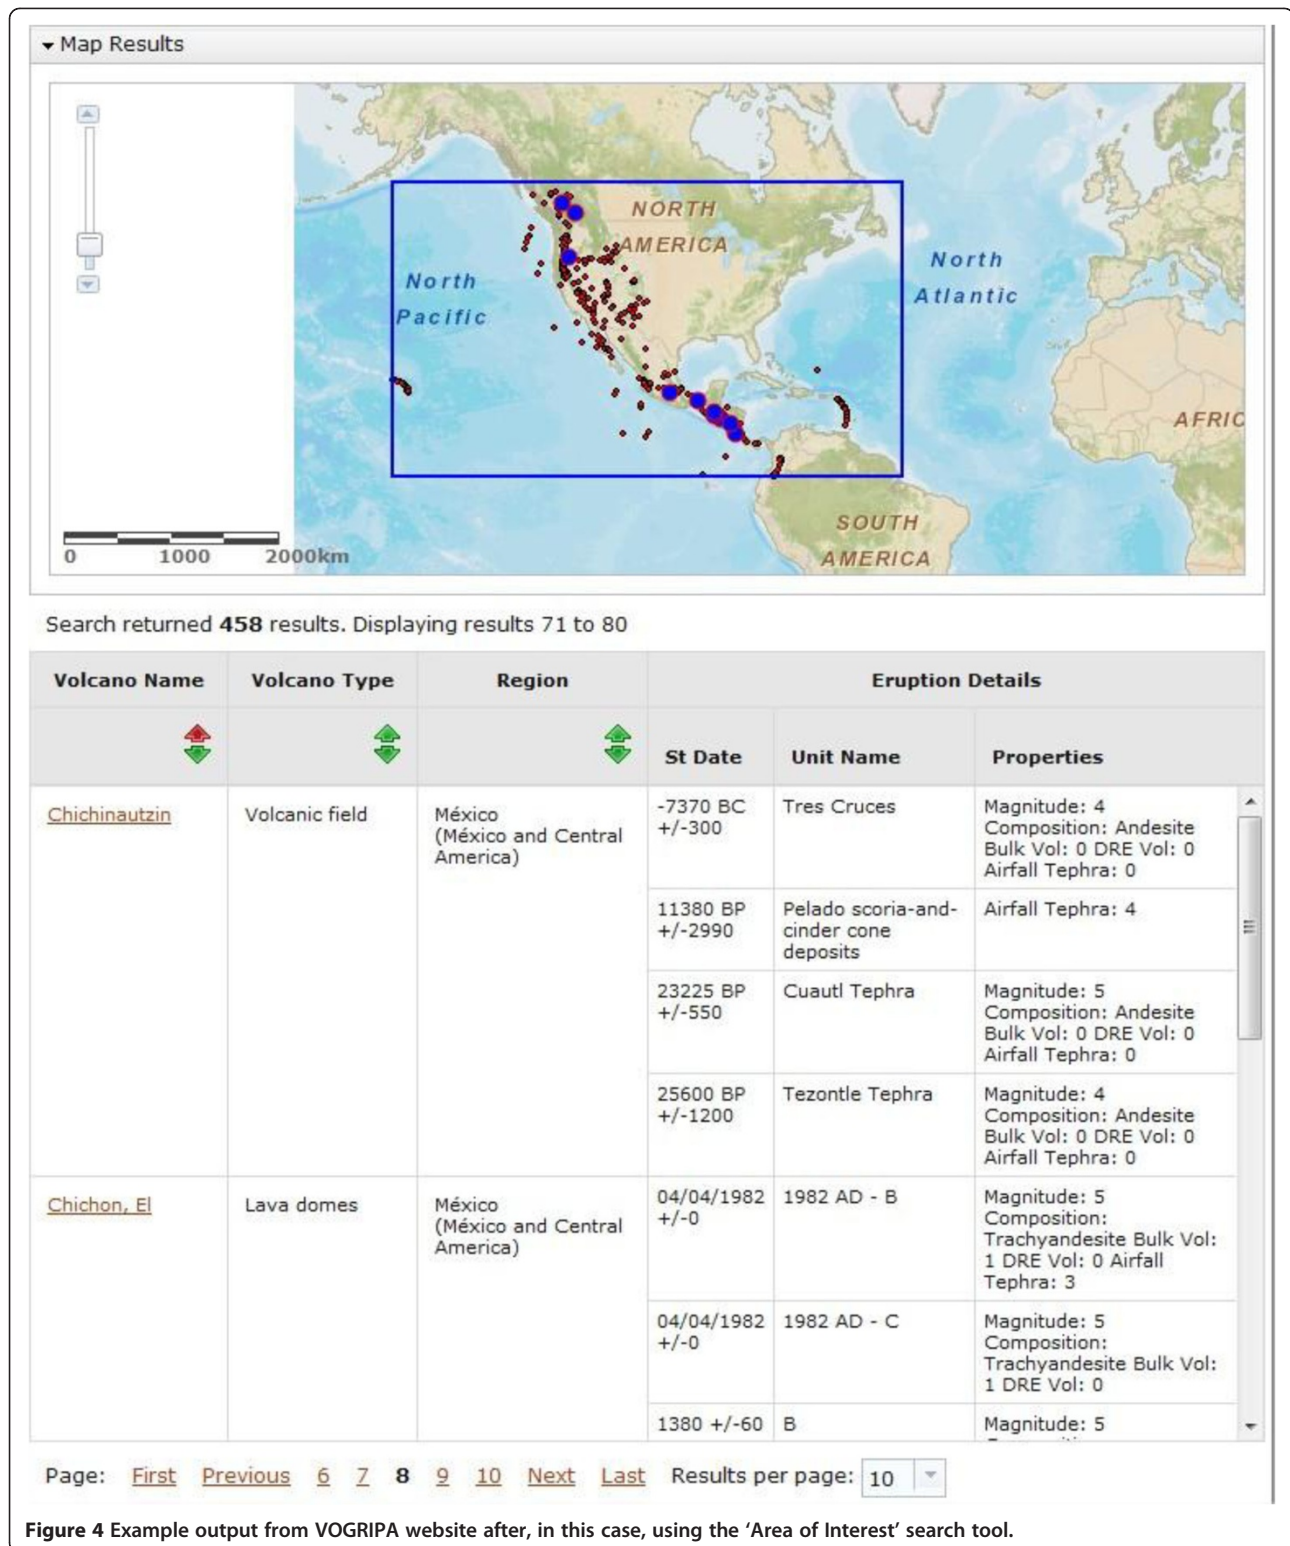 Map Results
NORTH
AMERICA
North
Pacific
North
Atlantic
AFRIC
SOUTH
AMERICA
0 1000 2000km
Search returned 458 results. Displaying results 71 to 80
Volcano Name Volcano Type Region Eruption Details
St Date Unit Name Properties
Chichinautzin Volcanic field México
(México and Central
America)
-7370 BC
+/-300
Tres Cruces
Magnitude: 4
Composition: Andesite
Bulk Vol: 0 DRE Vol: 0
Airfall Tephra: 0
11380 BP
+/-2990
Pelado scoria-and-
cinder cone
deposits
Airfall Tephra: 4
23225 BP
+/-550
Cuautl Tephra
Magnitude: 5
Composition: Andesite
Bulk Vol: 0 DRE Vol: 0
Airfall Tephra: 0
25600 BP
+/-1200
Tezontle Tephra
Magnitude: 4
Composition: Andesite
Bulk Vol: 0 DRE Vol: 0
Airfall Tephra: 0
Chichon, El Lava domes México
(México and Central
America)
04/04/1982
+/-0
1982 AD - B
Magnitude: 5
Composition:
Trachyandesite Bulk Vol:
1 DRE Vol: 0 Airfall
Tephra: 3
04/04/1982
+/-0
1982 AD - C
Magnitude: 5
Composition:
Trachyandesite Bulk Vol:
1 DRE Vol: 0
1380 +/-60 B Magnitude: 5
Page: First Previous 6 7 8 9 10 Next Last Results per page: 10
Figure 4 Example output from VOGRIPA website after, in this case, using the ‘Area of Interest’ search tool.